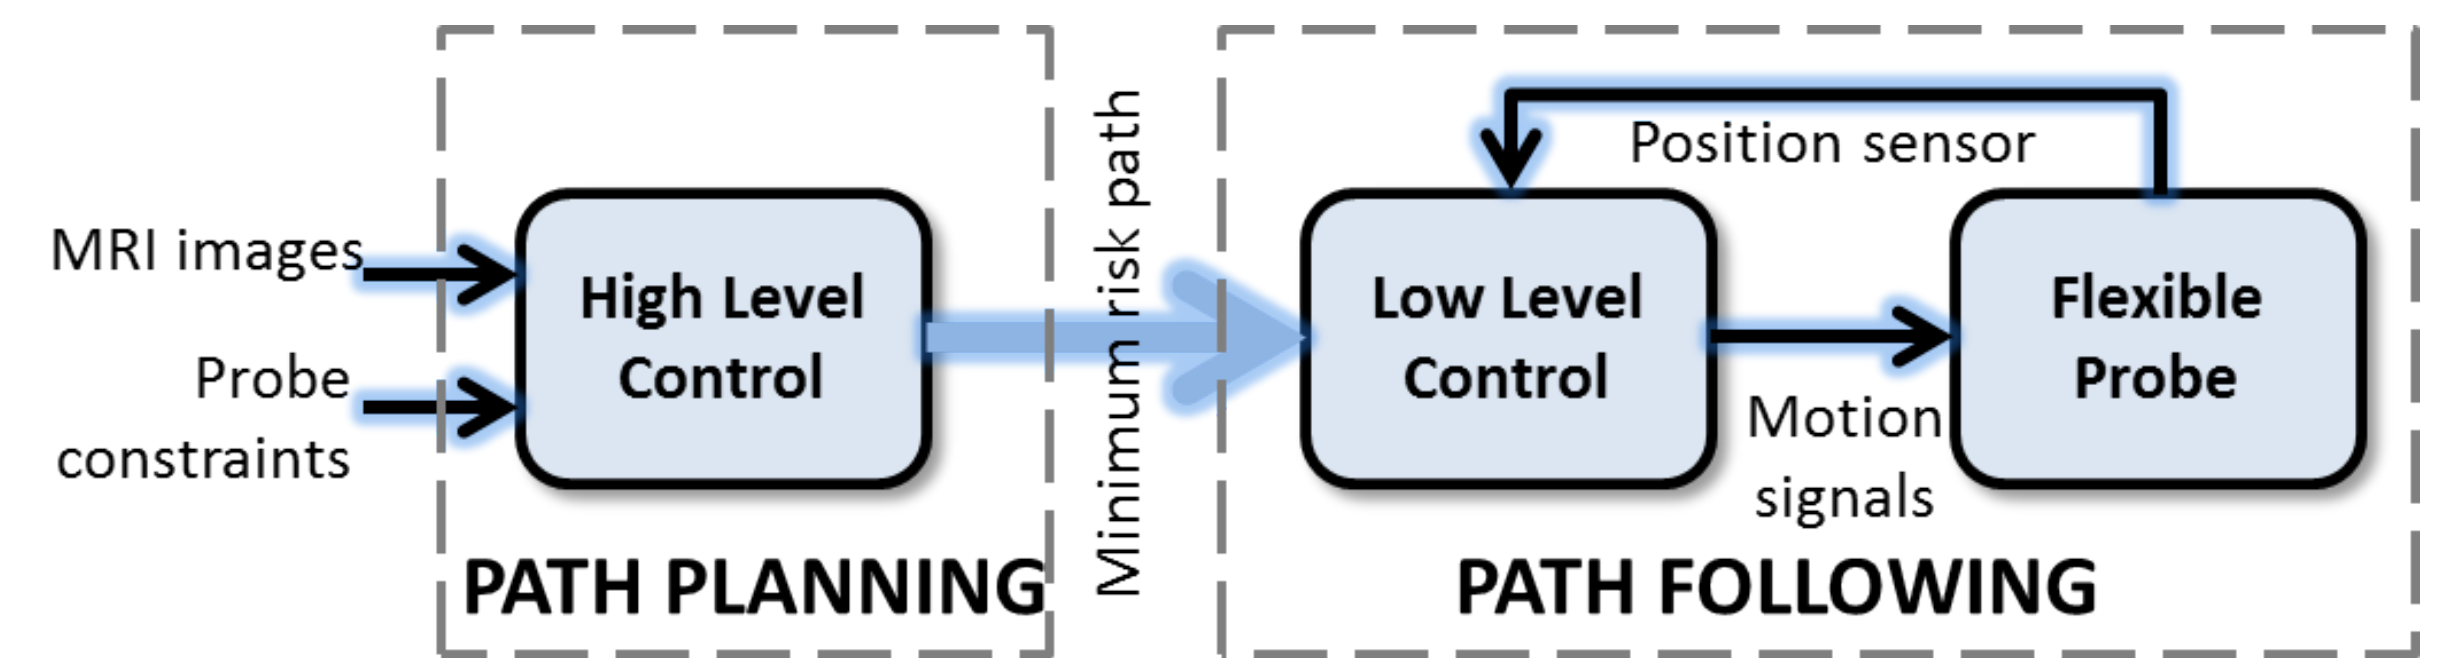 MRI images
Probe
constraints
High Level
Control
PATH PLANNING
Minimum risk path
Position sensor
Low Level
Control
Motion
signals
Flexible
Probe
PATH FOLLOWING